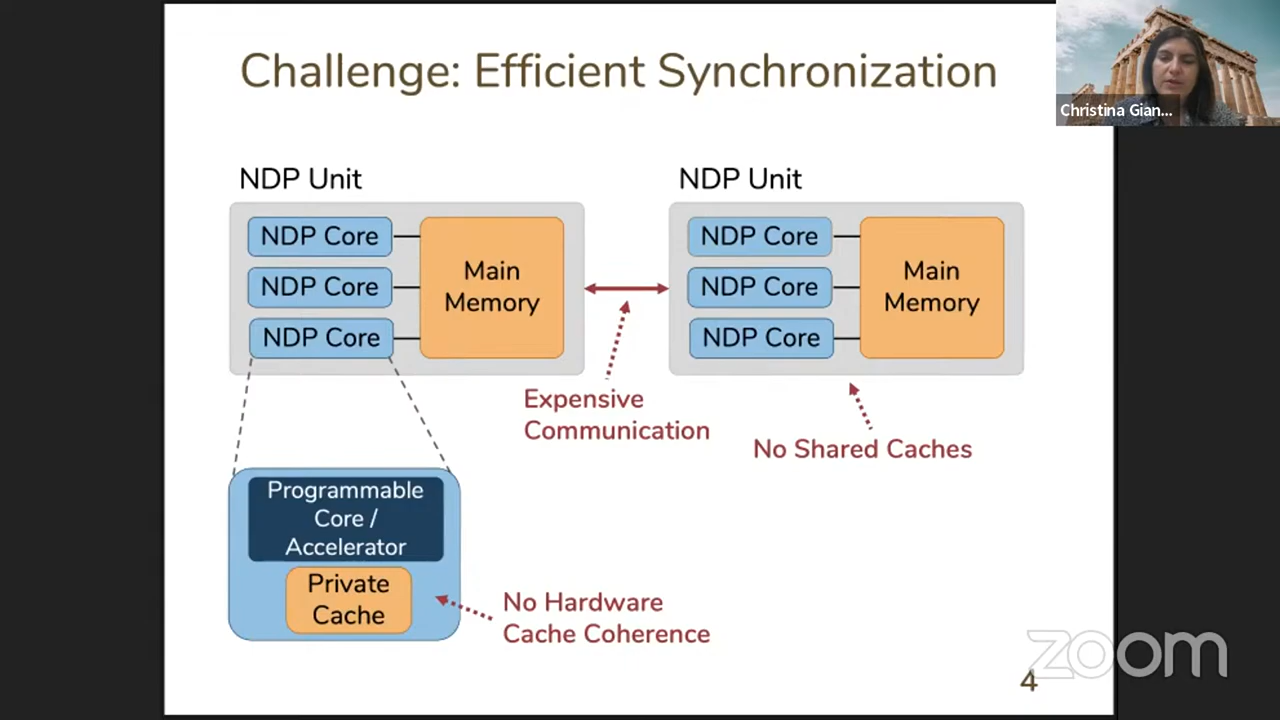 Challenge: Efficient Synchronization
Christina Gian...
NDP Unit
NDP Core
NDP Core
NDP Core
Main
Memory
NDP Unit
NDP Core
NDP Core
NDP Core
Main
Memory
Expensive
Communication
No Shared Caches
Programmable
Core /
Accelerator
Private
Cache
No Hardware
Cache Coherence
zoom
4